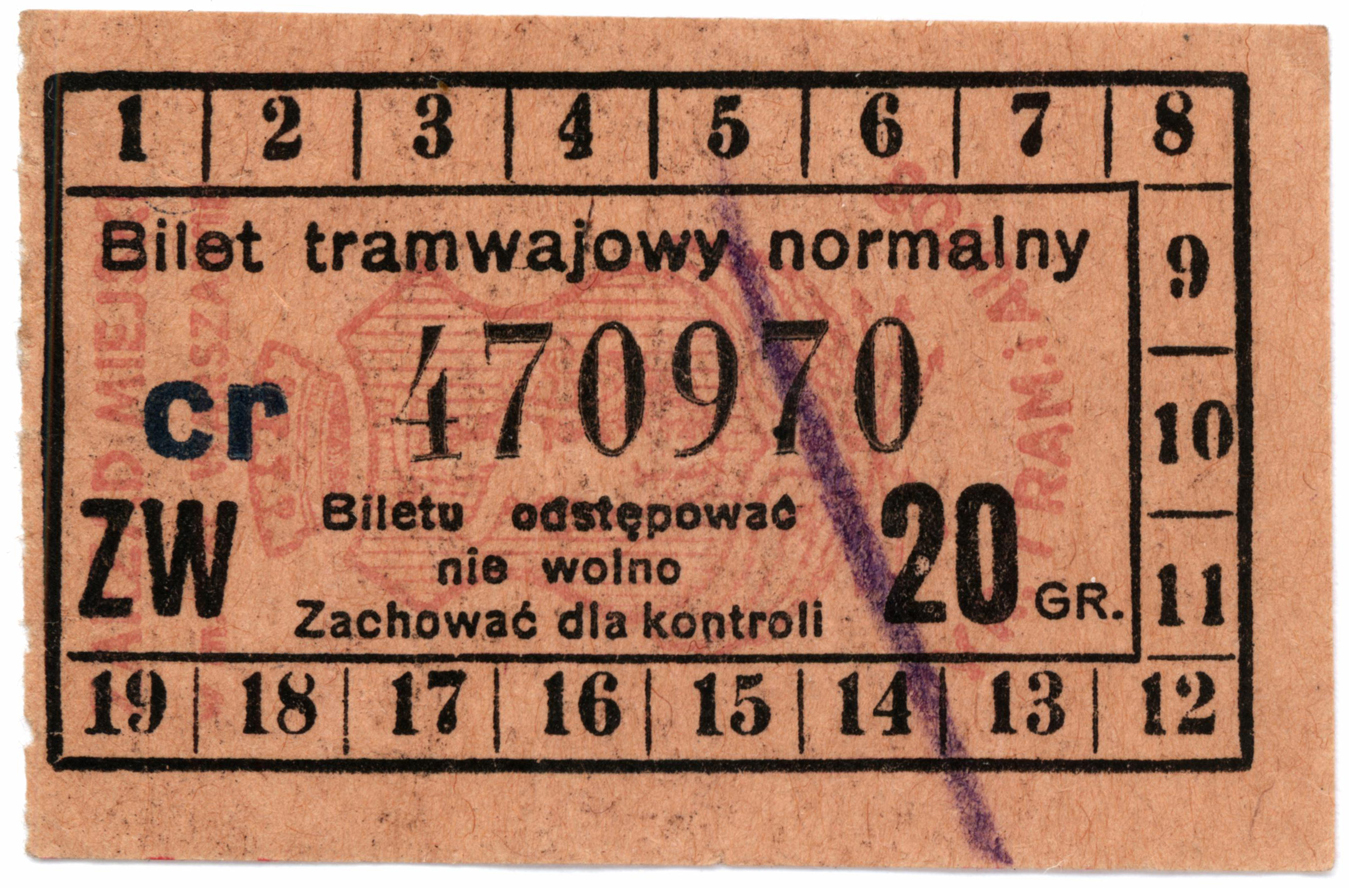 1 2 3 4 5 6 7 8
Bilet tramwajowy normalny
9
cr 470970
10
ZW
Biletu odstępować
nie wolno
Zachować dla kontroli
20 GR.
11
19 18 17 16 15 14 13 12